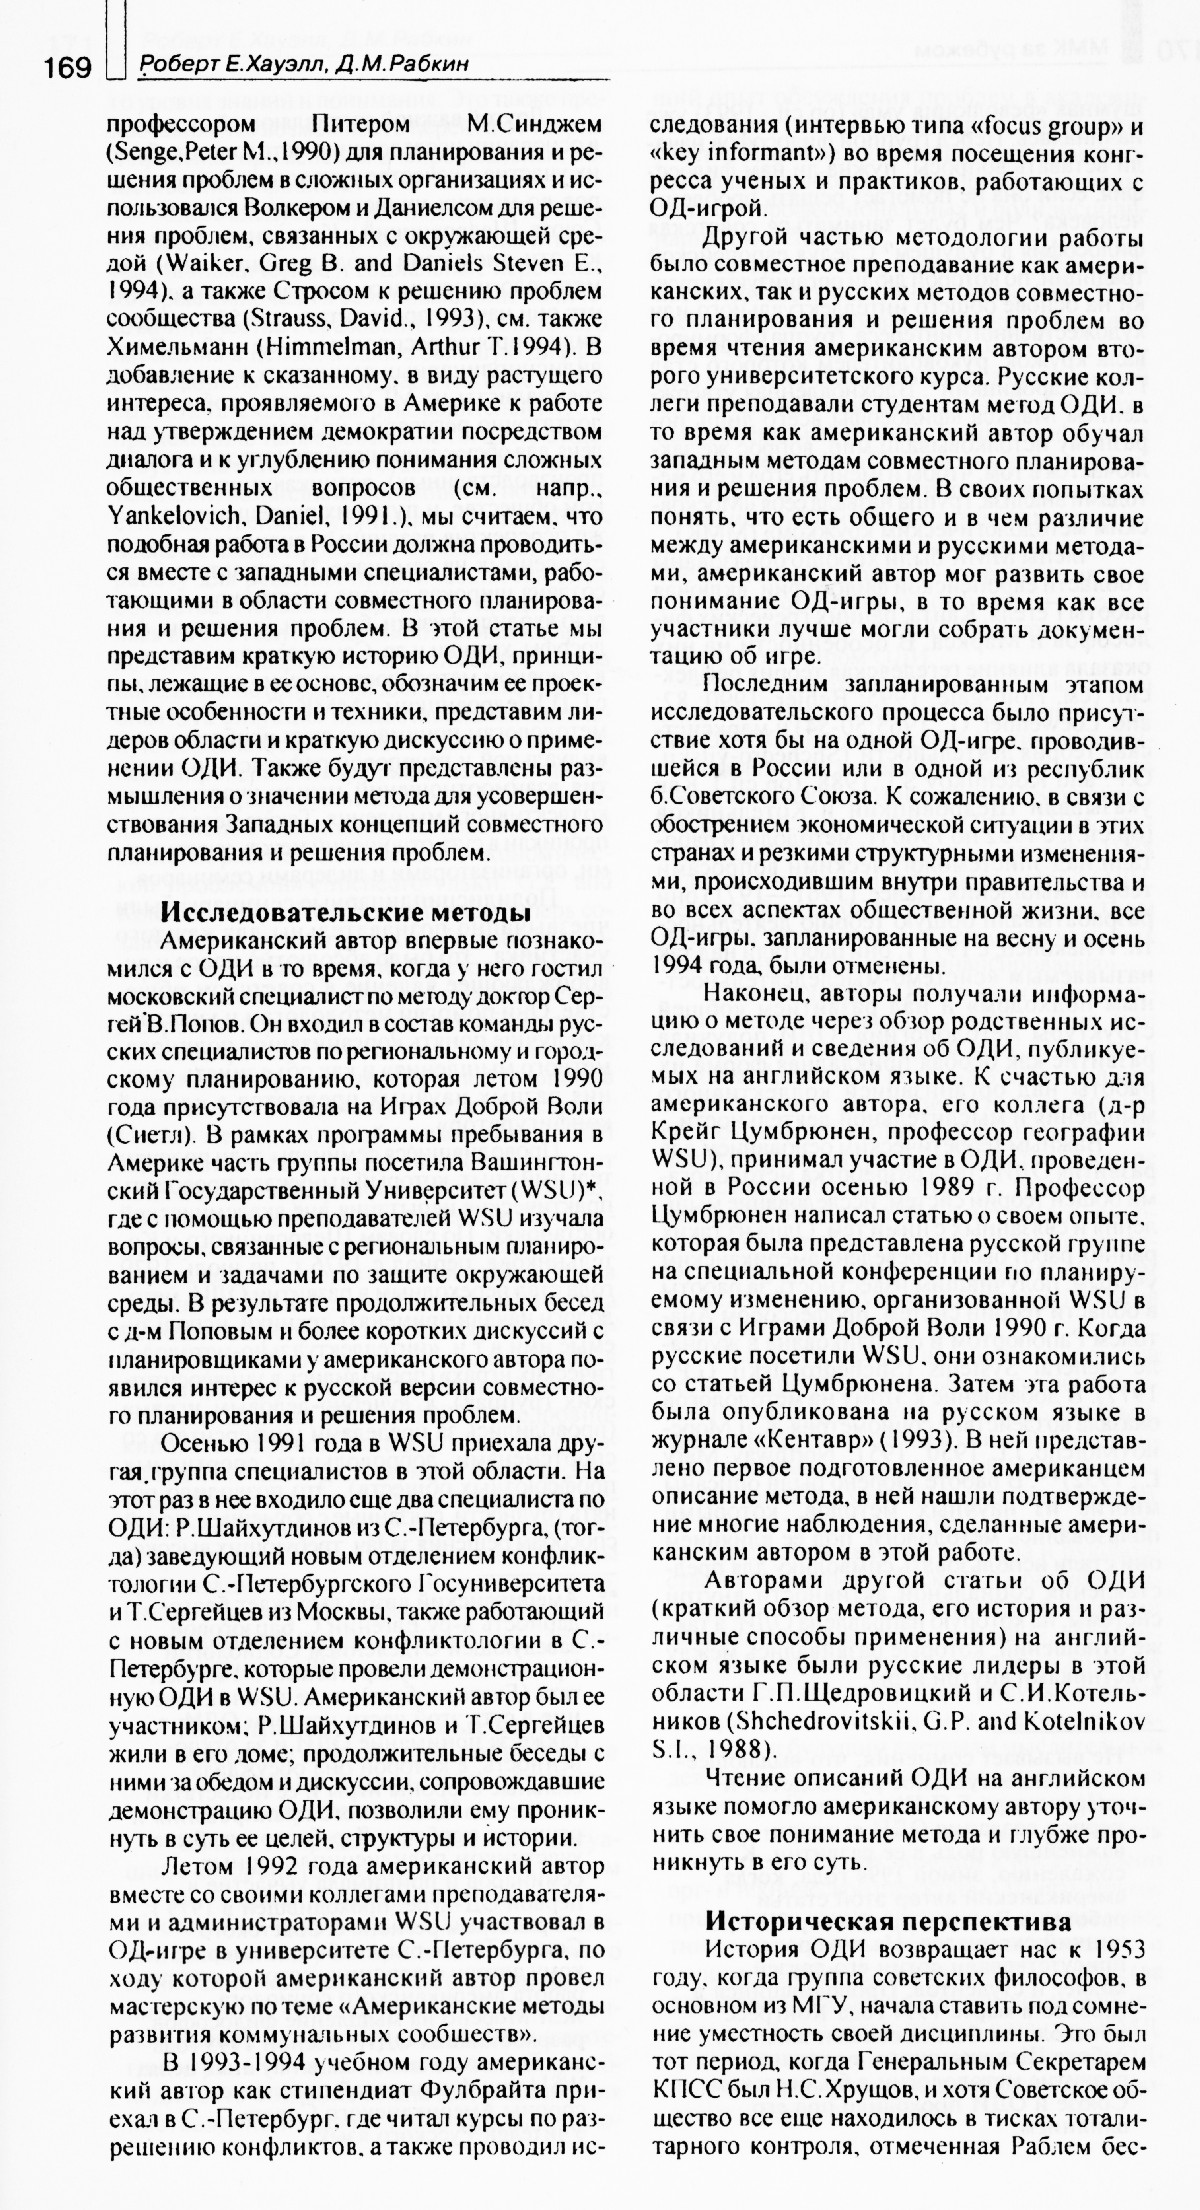 169
Роберт Е.Хауэлл, Д.М.Рабкин
профессором Питером М.Синджем
(Senge,Peter M.,1990) для планирования и ре-
шения проблем в сложных организациях и ис-
пользовался Волкером и Даниелсом для реше-
ния проблем, связанных с окружающей сре-
дой (Waiker, Greg B. and Daniels Steven E.,
1994), а также Стросом к решению проблем
сообщества (Strauss, David., 1993), см. также
Химельманн (Himmelman, Arthur T.1994). В
добавление к сказанному, в виду растущего
интереса, проявляемого в Америке к работе
над утверждением демократии посредством
диалога и к углублению понимания сложных
общественных вопросов (см. напр.,
Yankelovich, Daniel, 1991.), мы считаем, что
подобная работа в России должна проводить-
ся вместе с западными специалистами, рабо-
тающими в области совместного планирова-
ния и решения проблем. В этой статье мы
представим краткую историю ОДИ, принци-
пы, лежащие в ее основе, обозначим ее проек-
тные особенности и техники, представим ли-
деров области и краткую дискуссию о приме-
нении ОДИ. Также будут представлены раз-
мышления о значении метода для усовершен-
ствования Западных концепций совместного
планирования и решения проблем.
Исследовательские методы
Американский автор впервые познако-
мился с ОДИ в то время, когда у него гостил
московский специалист по методу доктор Сер-
гей В.Попов. Он входил в состав команды рус-
ских специалистов по региональному и город-
скому планированию, которая летом 1990
года присутствовала на Играх Доброй Воли
(Сиетл). В рамках программы пребывания в
Америке часть группы посетила Вашингтон-
ский Государственный Университет (WSU)*,
где с помощью преподавателей WSU изучала
вопросы, связанные с региональным планиро-
ванием и задачами по защите окружающей
среды. В результате продолжительных бесед
с д-м Поповым и более коротких дискуссий с
планировщиками у американского автора по-
явился интерес к русской версии совместно-
го планирования и решения проблем.
Осенью 1991 года в WSU приехала дру-
гая группа специалистов в этой области. На
этот раз в нее входило еще два специалиста по
ОДИ: Р.Шайхутдинов из С.-Петербурга, (тог-
да) заведующий новым отделением конфлик-
тологии С.-Петербургского Госуниверситета
и Т.Сергейцев из Москвы, также работающий
с новым отделением конфликтологии в С.-
Петербурге, которые провели демонстрацион-
ную ОДИ в WSU. Американский автор был ее
участником; Р.Шайхутдинов и Т.Сергейцев
жили в его доме; продолжительные беседы с
ними за обедом и дискуссии, сопровождавшие
демонстрацию ОДИ, позволили ему проник-
нуть в суть ее целей, структуры и истории.
Летом 1992 года американский автор
вместе со своими коллегами преподавателя-
ми и администраторами WSU участвовал в
ОД-игре в университете С.-Петербурга, по
ходу которой американский автор провел
мастерскую по теме «Американские методы
развития коммунальных сообществ».
В 1993-1994 учебном году американс-
кий автор как стипендиат Фулбрайта при-
ехал в С.-Петербург, где читал курсы по раз-
решению конфликтов, а также проводил ис-
следования (интервью типа «focus group» и
«key informant») во время посещения конг-
ресса ученых и практиков, работающих с
ОД-игрой.
Другой частью методологии работы
было совместное преподавание как амери-
канских, так и русских методов совместно-
го планирования и решения проблем во
время чтения американским автором вто-
рого университетского курса. Русские кол-
леги преподавали студентам метод ОДИ, в
то время как американский автор обучал
западным методам совместного планирова-
ния и решения проблем. В своих попытках
понять, что есть общего и в чем различие
между американскими и русскими метода-
ми, американский автор мог развить свое
понимание ОД-игры, в то время как все
участники лучше могли собрать докумен-
тацию об игре.
Последним запланированным этапом
исследовательского процесса было присут-
ствие хотя бы на одной ОД-игре, проводив-
шейся в России или в одной из республик
б.Советского Союза. К сожалению, в связи с
обострением экономической ситуации в этих
странах и резкими структурными изменения-
ми, происходившим внутри правительства и
во всех аспектах общественной жизни, все
ОД-игры, запланированные на весну и осень
1994 года, были отменены.
Наконец, авторы получали информа-
цию о методе через обзор родственных ис-
следований и сведения об ОДИ, публикуе-
мых на английском языке. К счастью для
американского автора, его коллега (д-р
Крейг Цумбрюнен, профессор географии
WSU), принимал участие в ОДИ, проведен-
ной в России осенью 1989 г. Профессор
Цумбрюнен написал статью о своем опыте,
которая была представлена русской группе
на специальной конференции по планиру-
емому изменению, организованной WSU в
связи с Играми Доброй Воли 1990 г. Когда
русские посетили WSU, они ознакомились
со статьей Цумбрюнена. Затем эта работа
была опубликована на русском языке в
журнале «Кентавр» (1993). В ней представ-
лено первое подготовленное американцем
описание метода, в ней нашли подтвержде-
ние многие наблюдения, сделанные амери-
канским автором в этой работе.
Авторами другой статьи об ОДИ
(краткий обзор метода, его история и раз-
личные способы применения) на англий-
ском языке были русские лидеры в этой
области Г.П.Щедровицкий и С.И.Котель-
ников (Shchedrovitskii, G.P. and Kotelnikov
S.I., 1988).
Чтение описаний ОДИ на английском
языке помогло американскому автору уточ-
нить свое понимание метода и глубже про-
никнуть в его суть.
Историческая перспектива
История ОДИ возвращает нас к 1953
году, когда группа советских философов, в
основном из МГУ, начала ставить под сомне-
ние уместность своей дисциплины. Это был
тот период, когда Генеральным Секретарем
КПСС был Н.С.Хрущов, и хотя Советское об-
щество все еще находилось в тисках тотали-
тарного контроля, отмеченная Раблем бес-